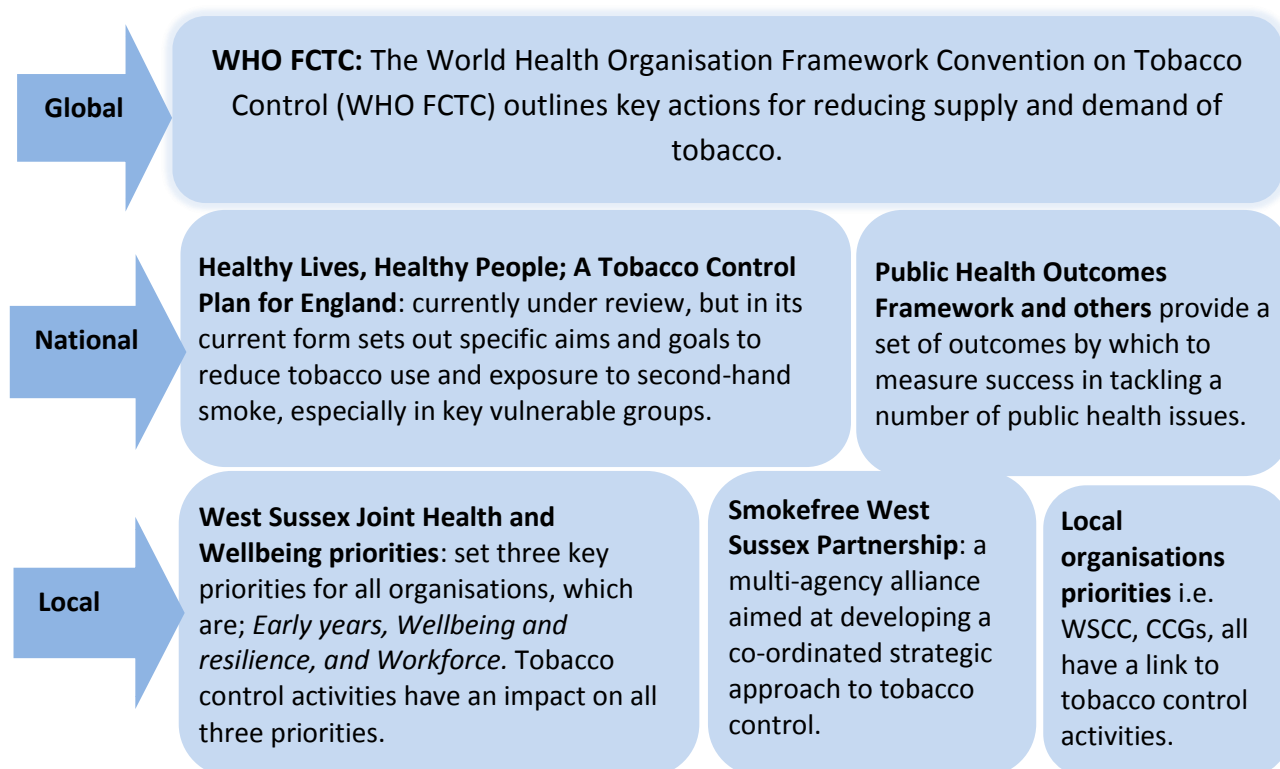 Global
WHO FCTC: The World Health Organisation Framework Convention on Tobacco
Control (WHO FCTC) outlines key actions for reducing supply and demand of
tobacco.
National
Healthy Lives, Healthy People; A Tobacco Control
Plan for England: currently under review, but in its
current form sets out specific aims and goals to
reduce tobacco use and exposure to second-hand
smoke, especially in key vulnerable groups.
Public Health Outcomes
Framework and others provide a
set of outcomes by which to
measure success in tackling a
number of public health issues.
Local
West Sussex Joint Health and
Wellbeing priorities: set three key
priorities for all organisations, which
are; Early years, Wellbeing and
resilience, and Workforce. Tobacco
control activities have an impact on all
three priorities.
Smokefree West
Sussex Partnership: a
multi-agency alliance
aimed at developing a
co-ordinated strategic
approach to tobacco
control.
Local
organisations
priorities i.e.
WSCC, CCGs, all
have a link to
tobacco control
activities.